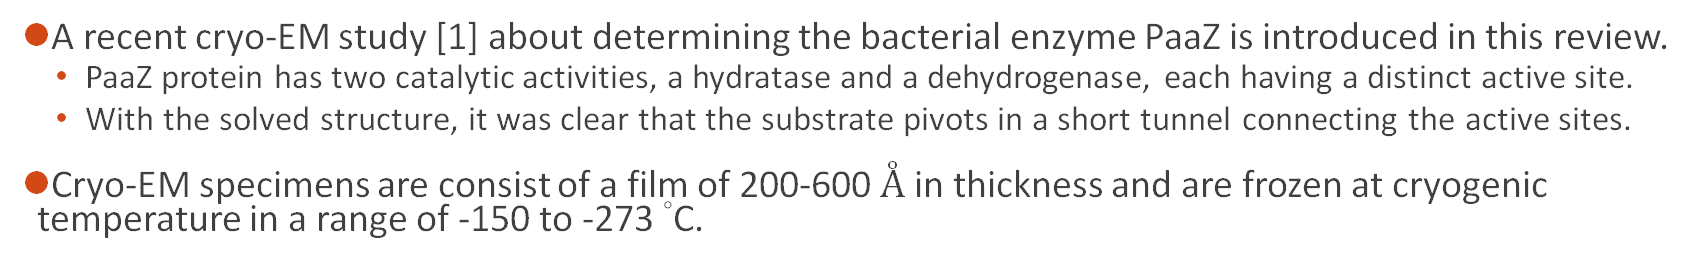 ●A recent cryo-EM study [1] about determining the bacterial enzyme PaaZ is introduced in this review.
• PaaZ protein has two catalytic activities, a hydratase and a dehydrogenase, each having a distinct active site.
• With the solved structure, it was clear that the substrate pivots in a short tunnel connecting the active sites.
●Cryo-EM specimens are consist of a film of 200-600 Å in thickness and are frozen at cryogenic
temperature in a range of -150 to -273 °C.